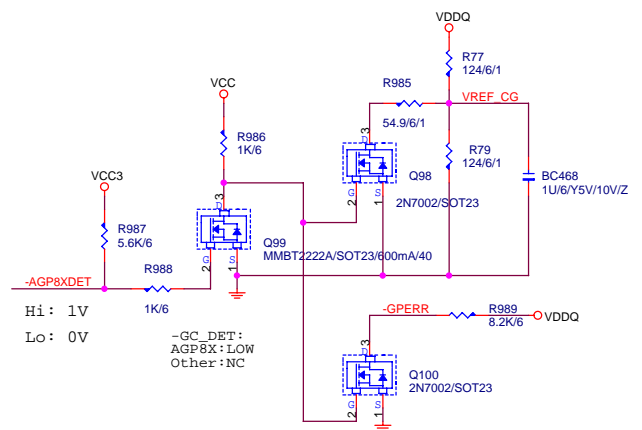 VDDQ
R77
124/6/1
R985
VCC
VREF_CG
54.9/6/1
R986
1K/6
3
D
R79
124/6/1
VCC3
G
S
2
1
Q98
2N7002/SOT23
BC468
1U/6/Y5V/10V/Z
R987
5.6K/6
3
D
G
S
2
1
Q99
MMBT2222A/SOT23/600mA/40
R988
1K/6
-AGP8XDET
Hi: 1V
Lo: 0V
-GC_DET:
AGP8X:LOW
Other:NC
-GPERR
R989
8.2K/6
VDDQ
3
D
G
S
2
1
Q100
2N7002/SOT23